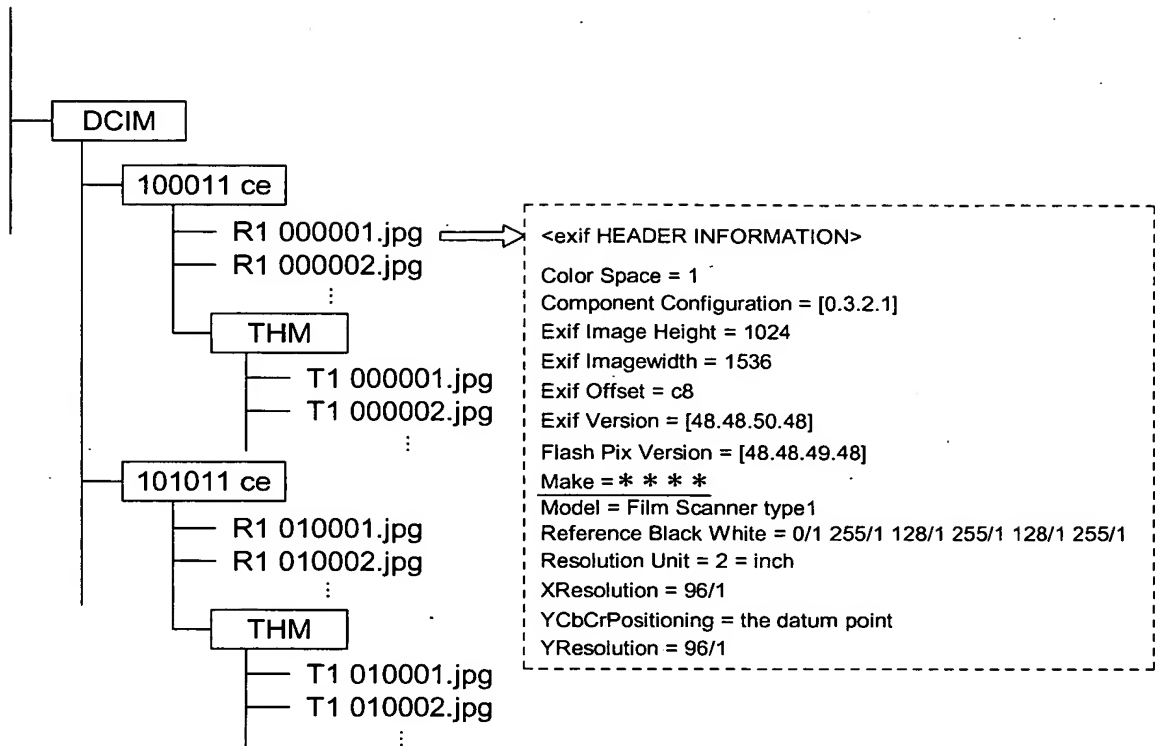 DCIM
100011 ce
R1 000001.jpg
R1 000002.jpg
⋮
THM
T1 000001.jpg
T1 000002.jpg
⋮
101011 ce
R1 010001.jpg
R1 010002.jpg
⋮
THM
T1 010001.jpg
T1 010002.jpg
⋮
<exif HEADER INFORMATION>
Color Space = 1
Component Configuration = [0.3.2.1]
Exif Image Height = 1024
Exif Imagewidth = 1536
Exif Offset = c8
Exif Version = [48.48.50.48]
Flash Pix Version = [48.48.49.48]
Make = * * * *
Model = Film Scanner type1
Reference Black White = 0/1 255/1 128/1 255/1 128/1 255/1
Resolution Unit = 2 = inch
XResolution = 96/1
YCbCrPositioning = the datum point
YResolution = 96/1